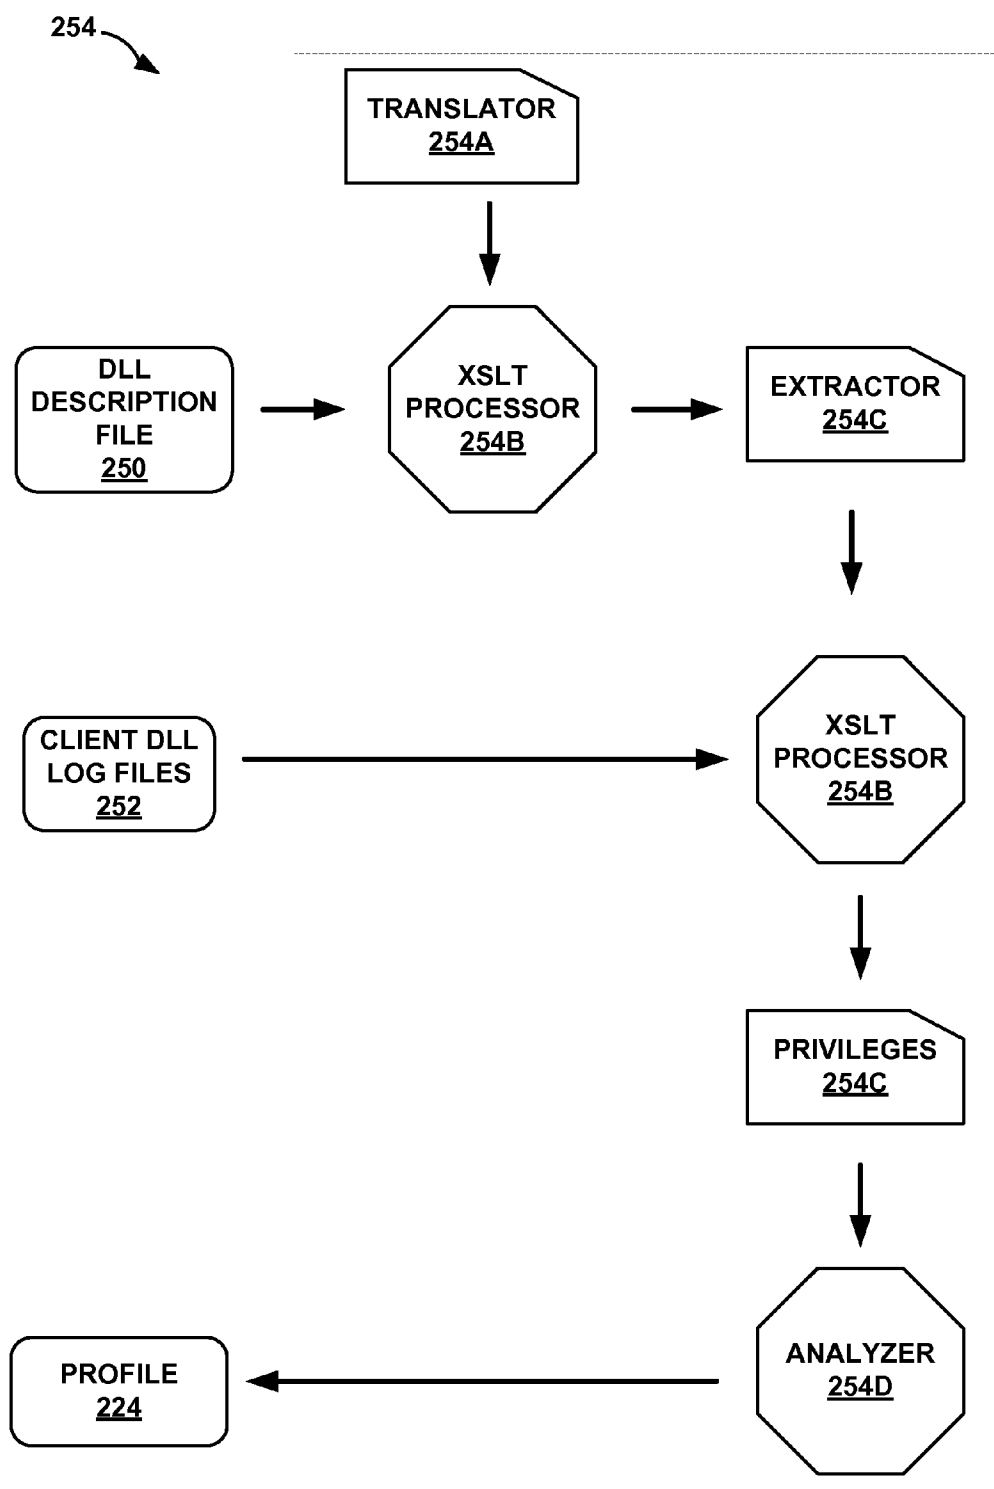 254
TRANSLATOR
254A
DLL
DESCRIPTION
FILE
250
XSLT
PROCESSOR
254B
EXTRACTOR
254C
CLIENT DLL
LOG FILES
252
XSLT
PROCESSOR
254B
PRIVILEGES
254C
PROFILE
224
ANALYZER
254D